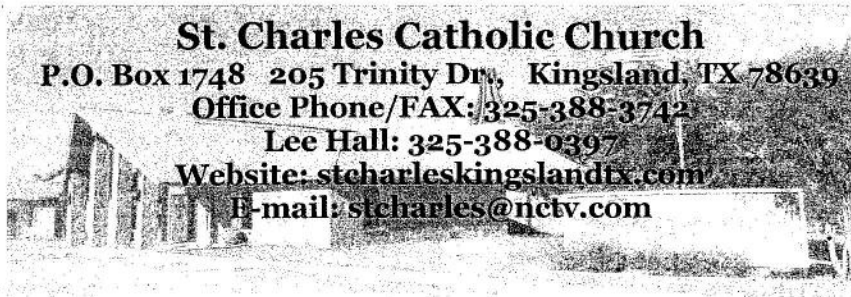 St. Charles Catholic Church
P.O. Box 1748 205 Trinity Dr., Kingsland, TX 78639
Office Phone/FAX: 325-388-3742
Lee Hall: 325-388-0397
Website: stcharleskingslandtx.com
E-mail: stcharles@nctv.com